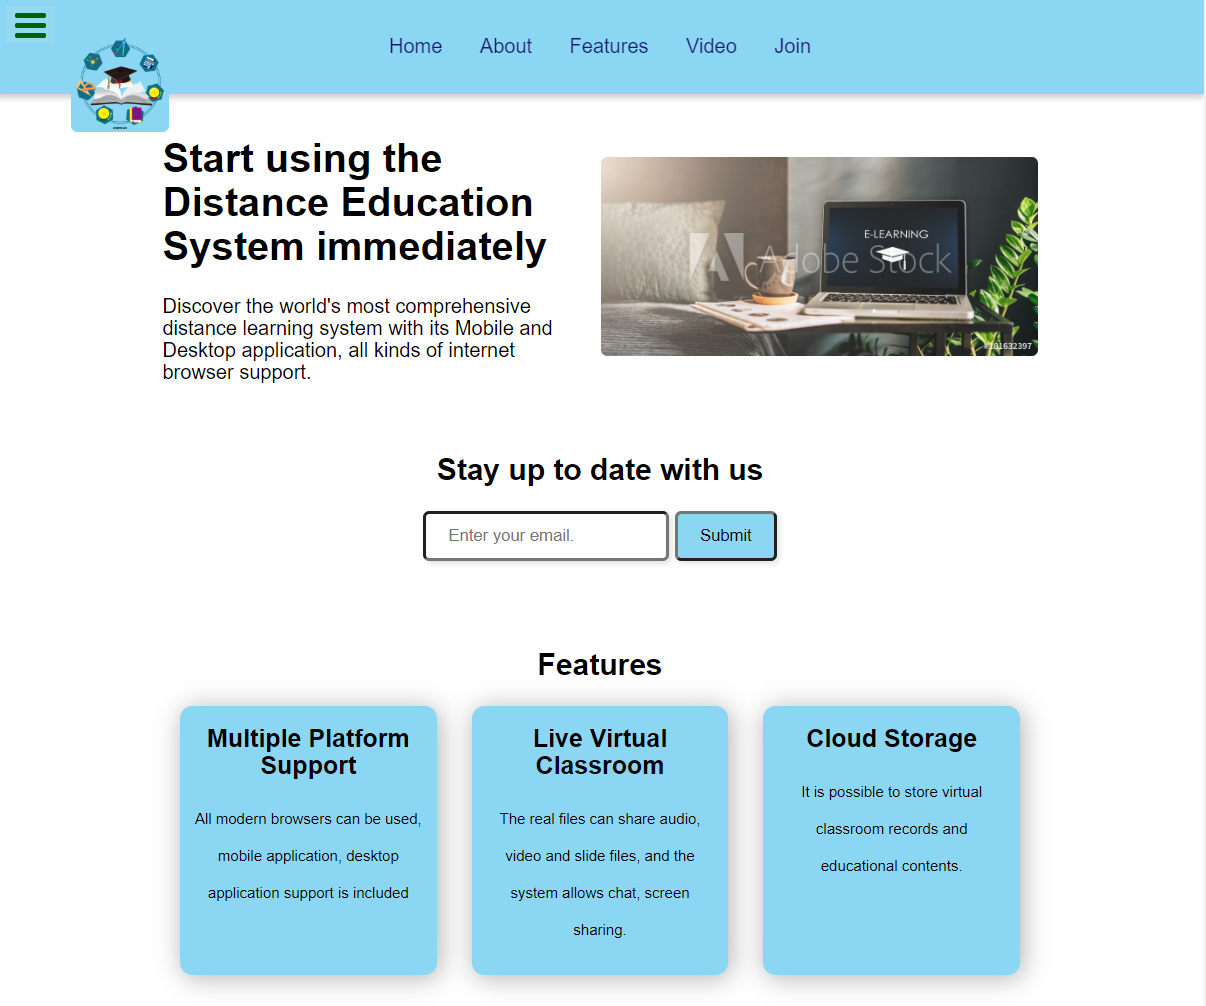 Home About Features Video Join
Start using the
Distance Education
System immediately
Discover the world's most comprehensive
distance learning system with its Mobile and
Desktop application, all kinds of internet
browser support.
E-LEARNING
Adobe Stock
Stay up to date with us
Enter your email. Submit
Features
Multiple Platform
Support
All modern browsers can be used,
mobile application, desktop
application support is included
Live Virtual
Classroom
The real files can share audio,
video and slide files, and the
system allows chat, screen
sharing.
Cloud Storage
It is possible to store virtual
classroom records and
educational contents.